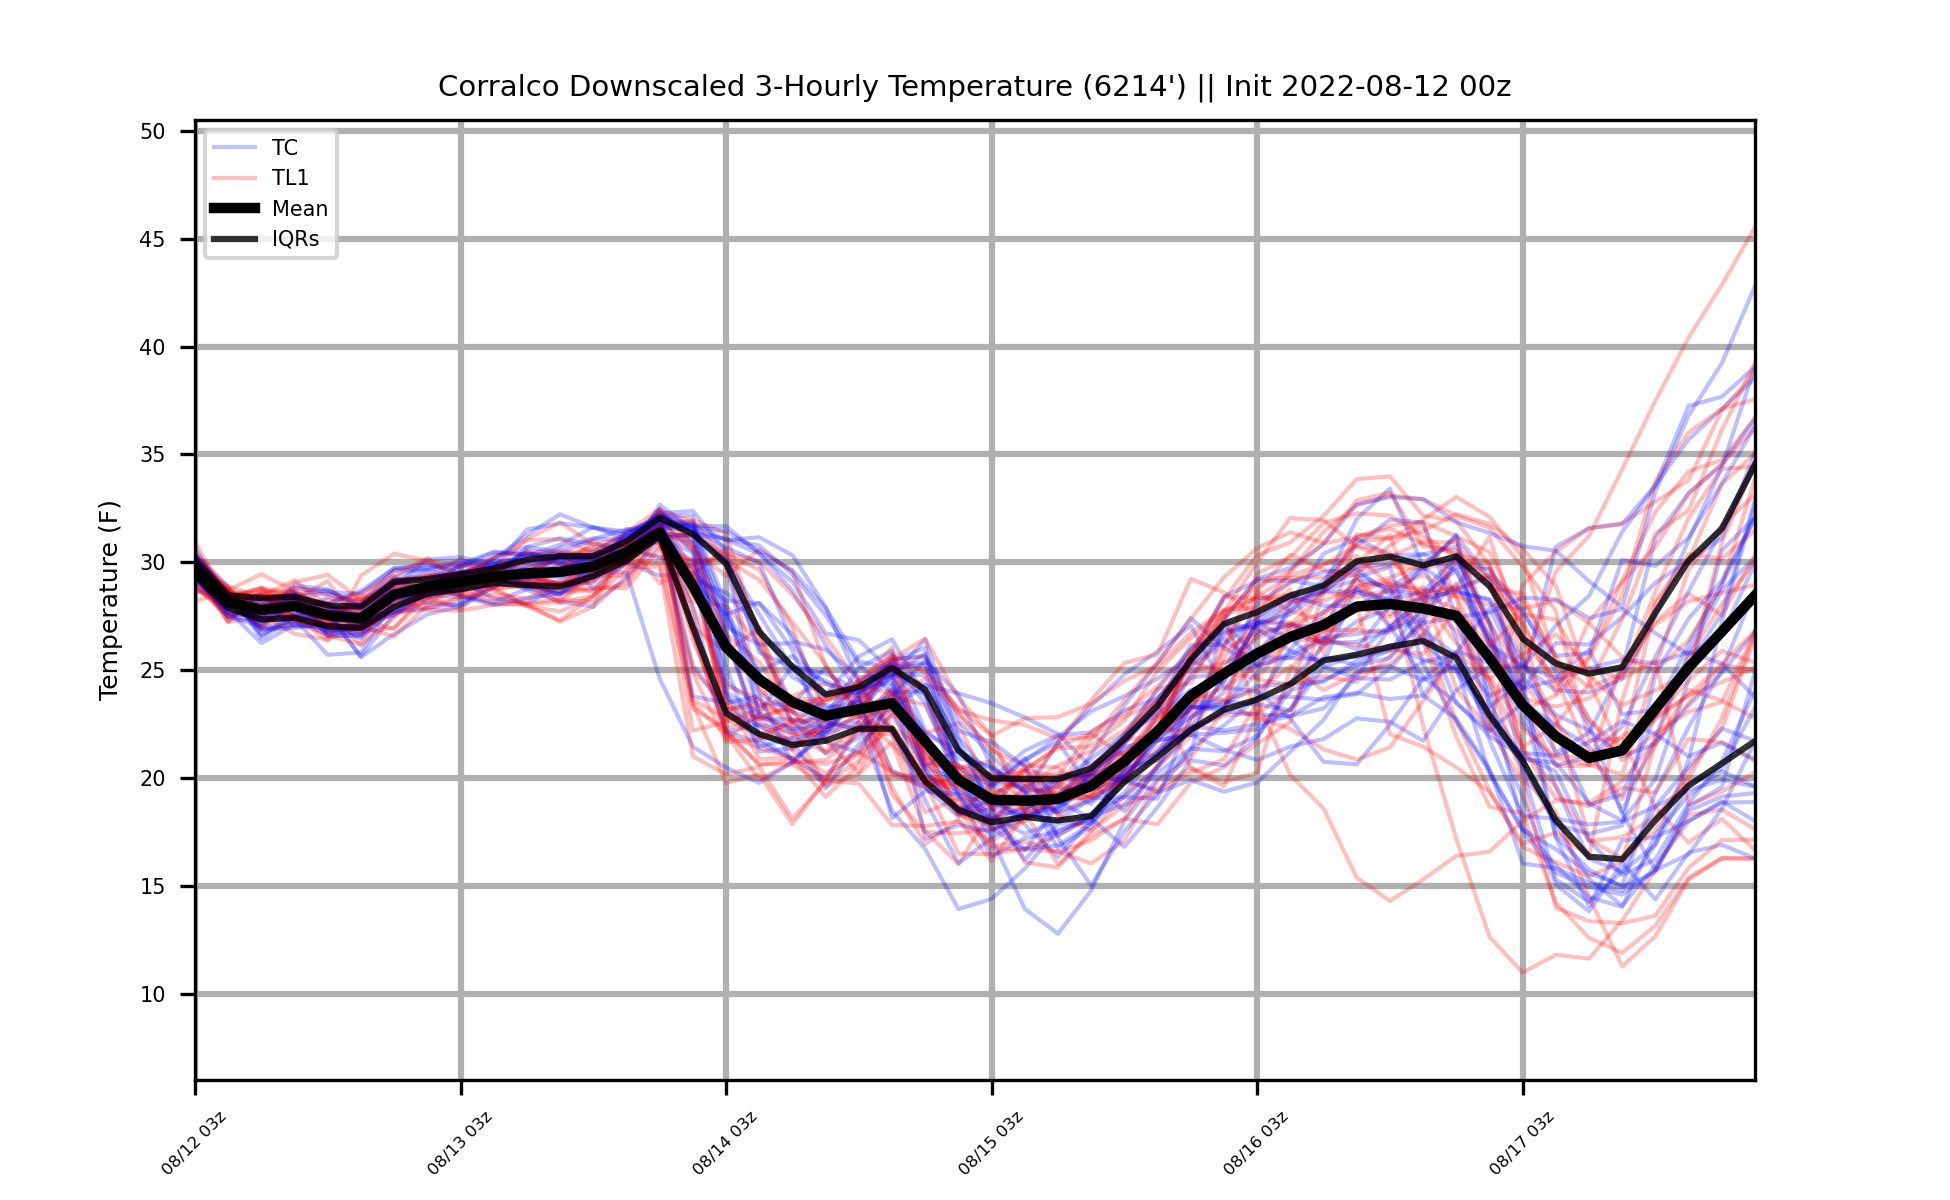 Corralco Downscaled 3-Hourly Temperature (6214') || Init 2022-08-12 00z
TC
TL1
Mean
IQRs
Temperature (F)
50
45
40
35
30
25
20
15
10
08/12 03z
08/13 03z
08/14 03z
08/15 03z
08/16 03z
08/17 03z